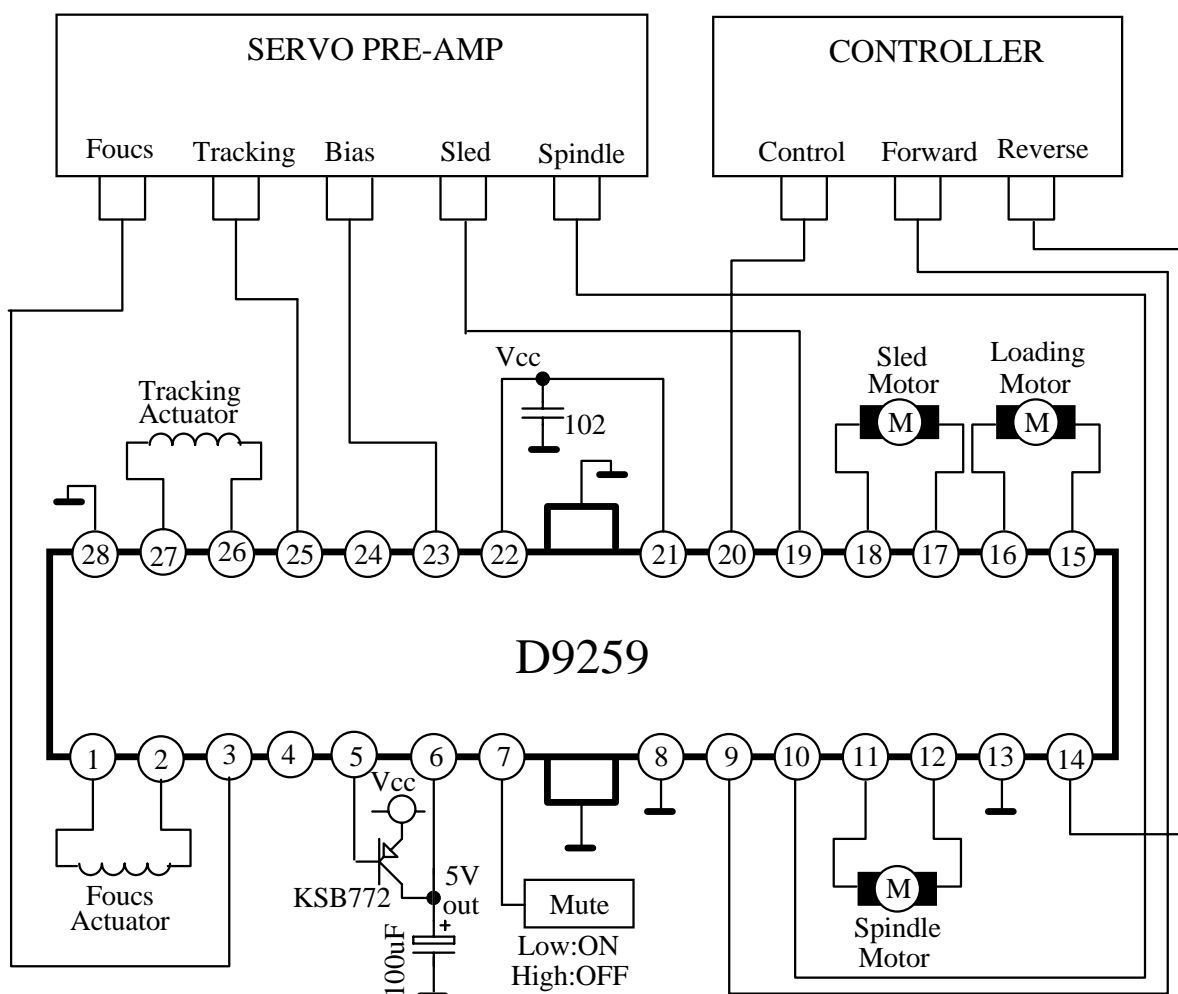 SERVO PRE-AMP
CONTROLLER
Foucs Tracking Bias Sled Spindle
Control Forward Reverse
Vcc
102
Tracking
Actuator
Sled
Motor
M
Loading
Motor
M
28 27 26 25 24 23 22 21 20 19 18 17 16 15
D9259
1 2 3 4 5 6 7 8 9 10 11 12 13 14
Foucs
Actuator
Vcc
KSB772
5V
out
+
100uF
Mute
Low:ON
High:OFF
M
Spindle
Motor